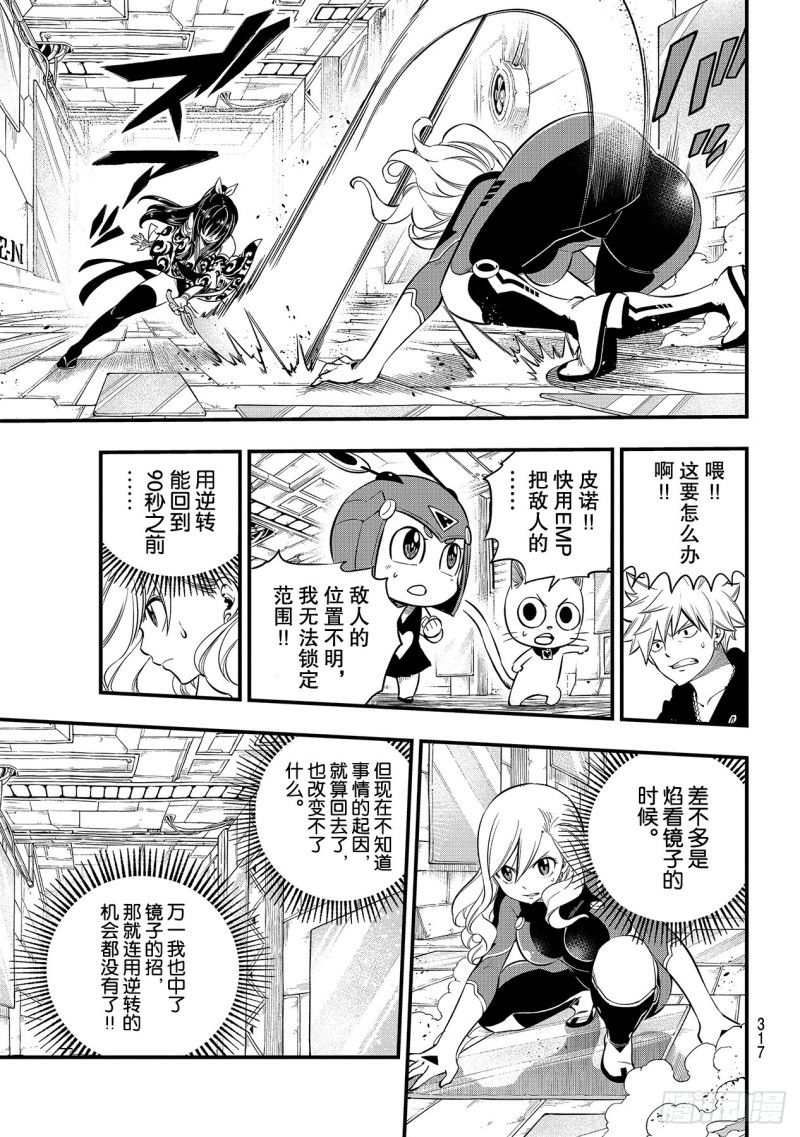 N-5
喂!!
这要怎么办
啊!!
皮诺!!
快用EMP
把敌人的
……
敌人的
位置不明,
我无法锁定
范围!!
用逆转
能回到
90秒之前
……
差不多是
焰看镜子的
时候。
但现在不知道
事情的起因,
就算回去了,
也改变不了
什么。
万一我也中了
镜子的招,
那就连用逆转的
机会都没有了!!
317
腾讯动漫